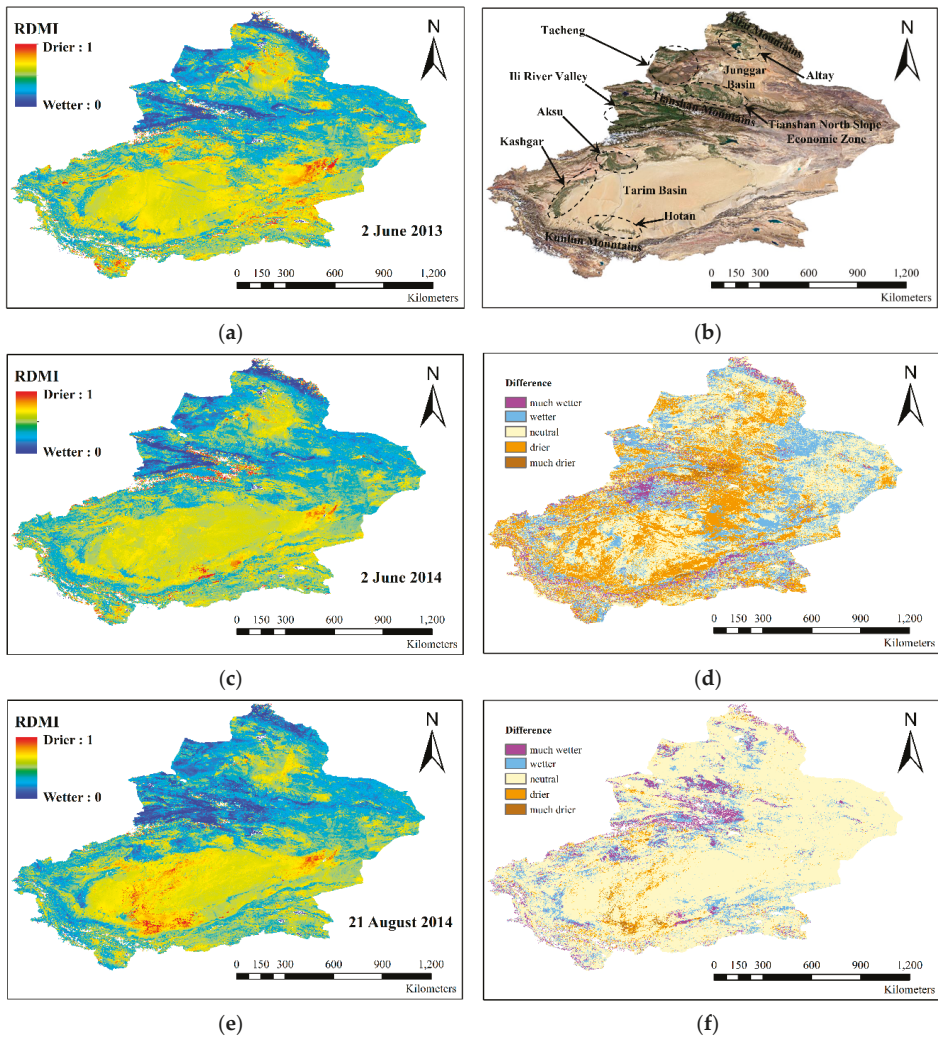 RDMI
Drier : 1
Wetter : 0
N
2 June 2013
0 150 300 600 900 1,200
Kilometers
(a)
Tacheng
Ili River Valley
Aksu
Kashgar
Altai Mountains
Junggar
Basin
Altay
Tianshan Mountains
Tianshan North Slope
Economic Zone
Tarim Basin
Hotan
Kunlun Mountains
N
0 150 300 600 900 1,200
Kilometers
(b)
RDMI
Drier : 1
Wetter : 0
N
2 June 2014
0 150 300 600 900 1,200
Kilometers
(c)
Difference
much wetter
wetter
neutral
drier
much drier
N
0 150 300 600 900 1,200
Kilometers
(d)
RDMI
Drier : 1
Wetter : 0
N
21 August 2014
0 150 300 600 900 1,200
Kilometers
(e)
Difference
much wetter
wetter
neutral
drier
much drier
N
0 150 300 600 900 1,200
Kilometers
(f)